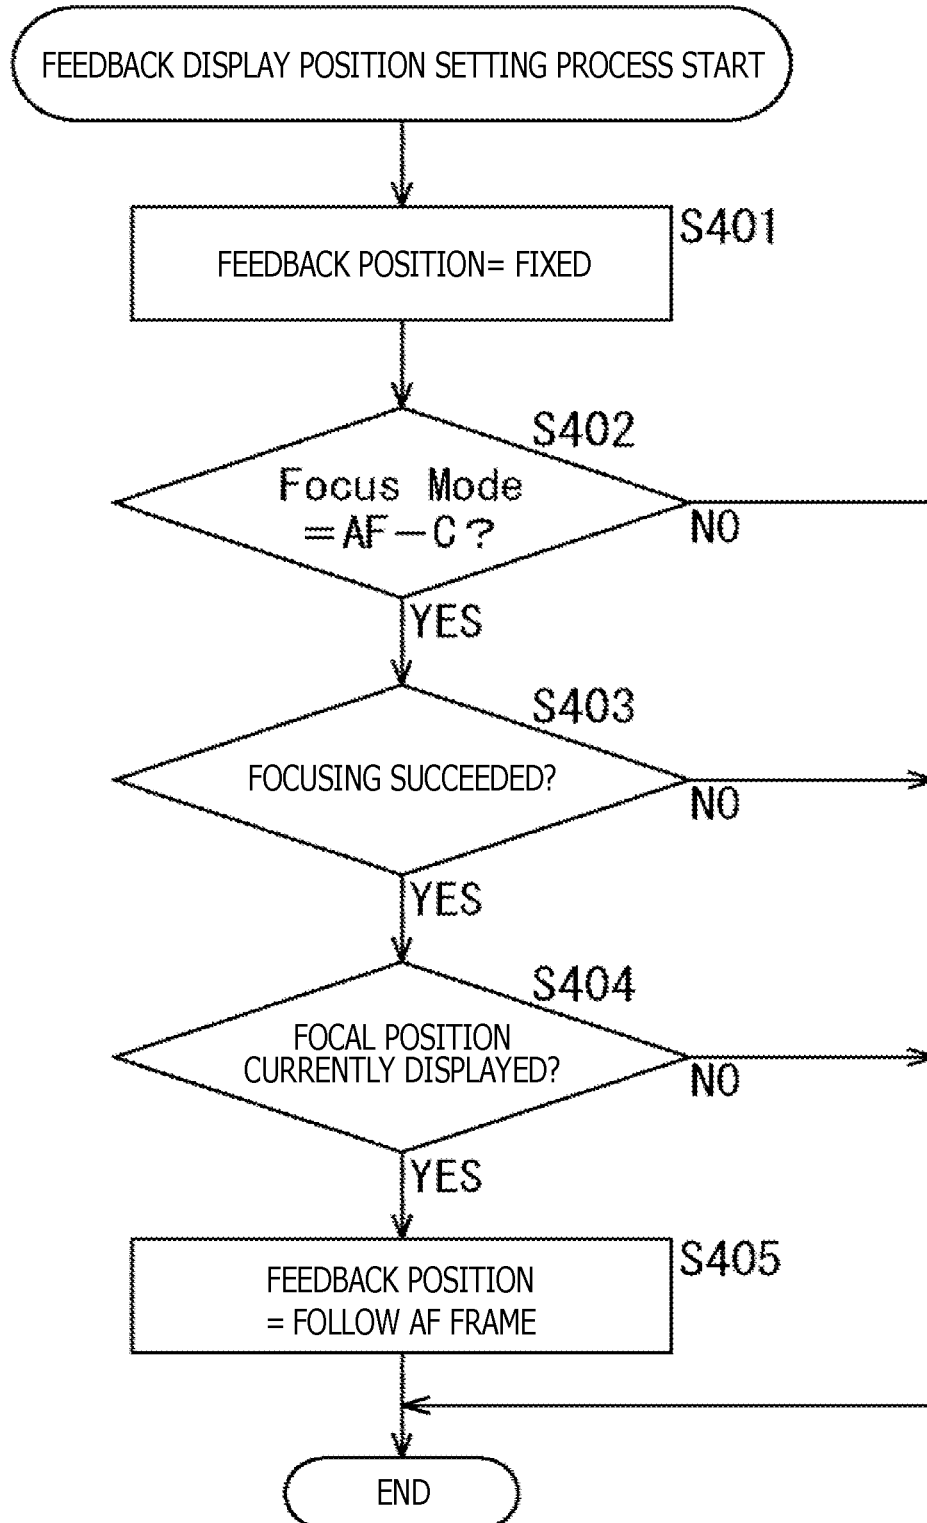 FEEDBACK DISPLAY POSITION SETTING PROCESS START
S401
FEEDBACK POSITION= FIXED
S402
Focus Mode
=AF-C?
NO
YES
S403
FOCUSING SUCCEEDED?
NO
YES
S404
FOCAL POSITION
CURRENTLY DISPLAYED?
NO
YES
S405
FEEDBACK POSITION
= FOLLOW AF FRAME
END